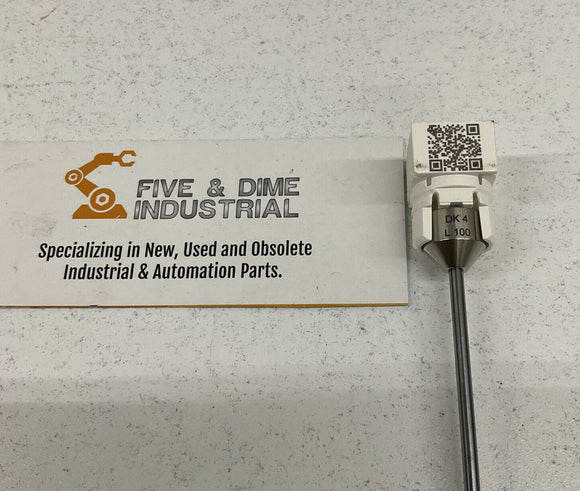 FIVE & DIME
INDUSTRIAL
Specializing in New, Used and Obsolete
Industrial & Automation Parts.
DK 4
L 100